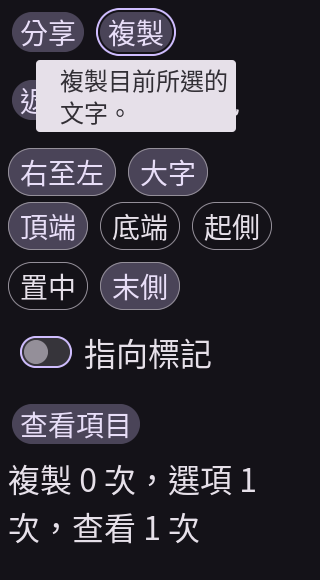 分享 複製
複製目前所選的
文字。
右至左 大字
頂端 底端 起側
置中 末側
指向標記
查看項目
複製 0 次，選項 1
次，查看 1 次